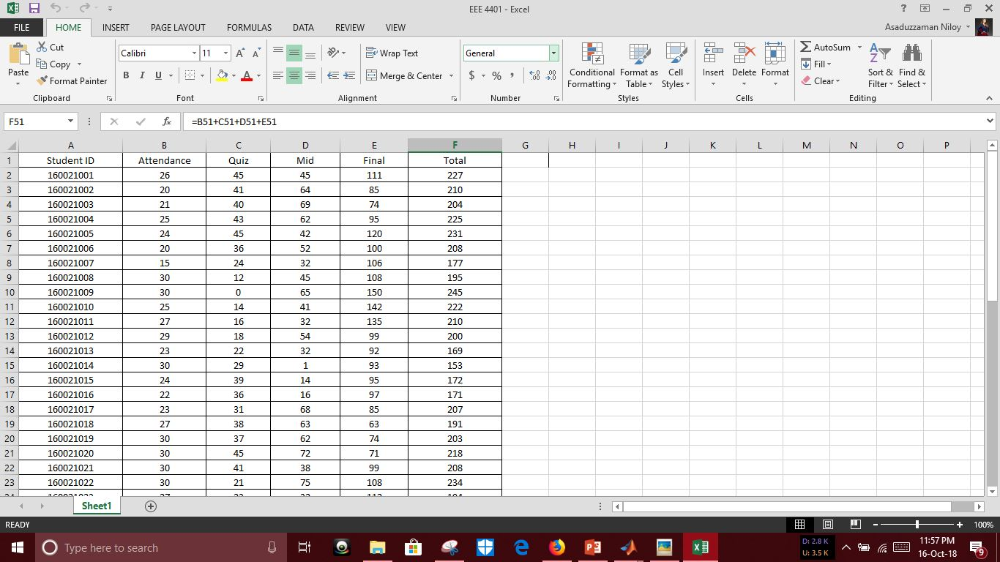 EEE 4401 - Excel
?
FILE HOME INSERT PAGE LAYOUT FORMULAS DATA REVIEW VIEW Asaduzzaman Niloy
Paste Cut Copy Format Painter
Clipboard
Calibri 11 A A
B I U A
Font
Wrap Text
Merge & Center
Alignment
General
$ % , .00 .0
Number
Conditional Formatting Format as Table Cell Styles
Styles
Insert Delete Format
Cells
AutoSum Fill Clear Sort & Filter Find & Select
Editing
F51 fx =B51+C51+D51+E51
A B C D E F G H I J K L M N O P
1 Student ID Attendance Quiz Mid Final Total
2 160021001 26 45 45 111 227
3 160021002 20 41 64 85 210
4 160021003 21 40 69 74 204
5 160021004 25 43 62 95 225
6 160021005 24 45 42 120 231
7 160021006 20 36 52 100 208
8 160021007 15 24 32 106 177
9 160021008 30 12 45 108 195
10 160021009 30 0 65 150 245
11 160021010 25 14 41 142 222
12 160021011 27 16 32 135 210
13 160021012 29 18 54 99 200
14 160021013 23 22 32 92 169
15 160021014 30 29 1 93 153
16 160021015 24 39 14 95 172
17 160021016 22 36 16 97 171
18 160021017 23 31 68 85 207
19 160021018 27 38 63 63 191
20 160021019 30 37 62 74 203
21 160021020 30 45 72 71 218
22 160021021 30 41 38 99 208
23 160021022 30 21 75 108 234
Sheet1
READY 100%
Type here to search
D: 2.8 K
U: 3.5 K
11:57 PM
16-Oct-18
9